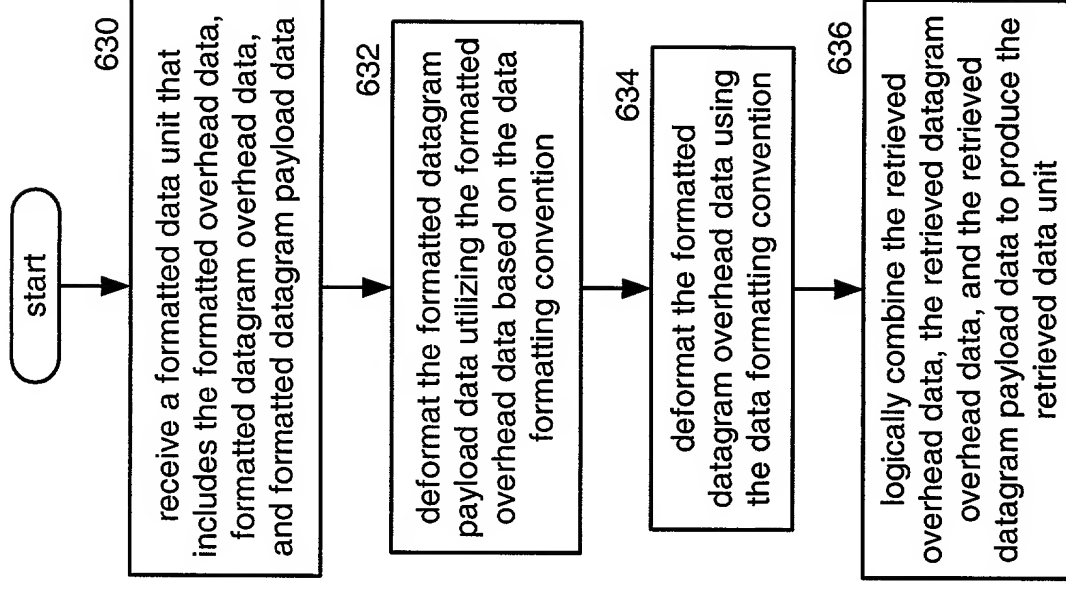 start
630
receive a formatted data unit that
includes the formatted overhead data,
formatted datagram overhead data,
and formatted datagram payload data
632
deformat the formatted datagram
payload data utilizing the formatted
overhead data based on the data
formatting convention
634
deformat the formatted
datagram overhead data using
the data formatting convention
636
logically combine the retrieved
overhead data, the retrieved datagram
overhead data, and the retrieved
datagram payload data to produce the
retrieved data unit